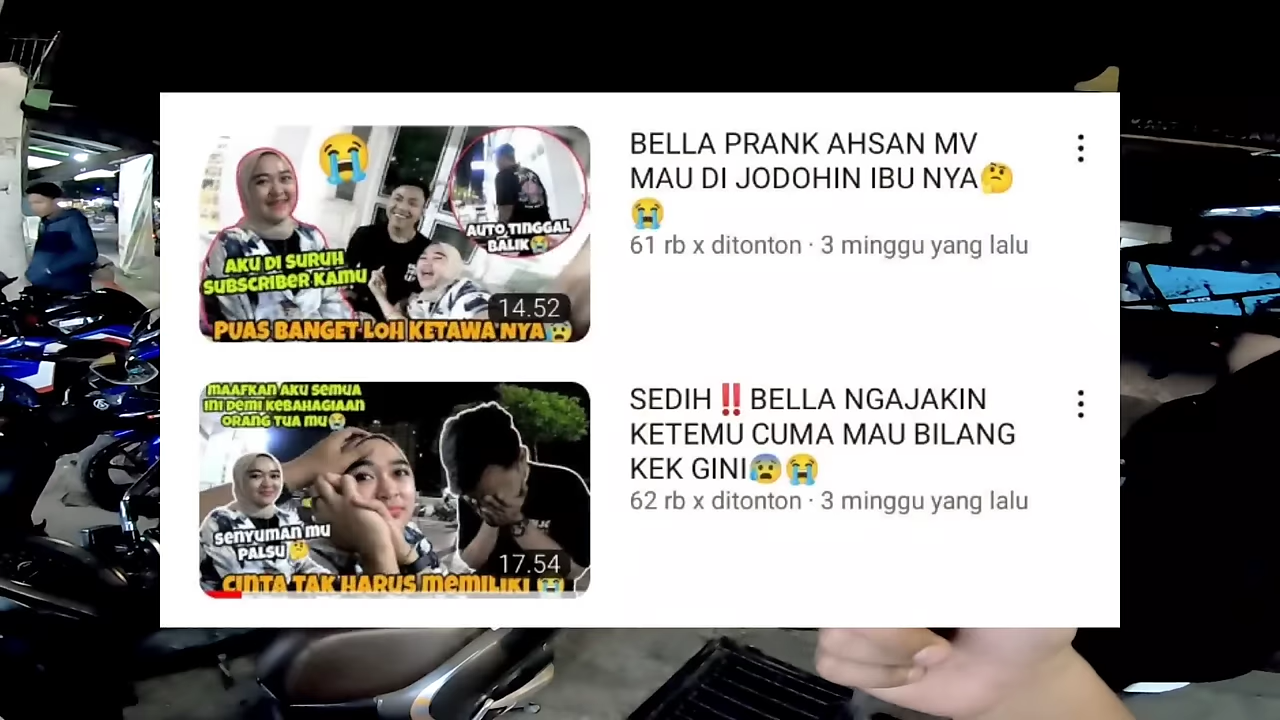 BELLA PRANK AHSAN MV
MAU DI JODOHIN IBU NYA🤔
😭
61 rb x ditonton · 3 minggu yang lalu
AUTO TINGGAL
BALIK😭
AKU DI SURUH
SUBSCRIBER KAMU
14.52
PUAS BANGET LOH KETAWA NYA😭
SEDIH‼️BELLA NGAJAKIN
KETEMU CUMA MAU BILANG
KEK GINI😰😭
62 rb x ditonton · 3 minggu yang lalu
MAAFKAN AKU SEMUA
INI DEMI KEBAHAGIAAN
ORANG TUA MU😭
SENYUMAN MU
PALSU🤔
17.54
CINTA TAK HARUS MEMILIKI😭